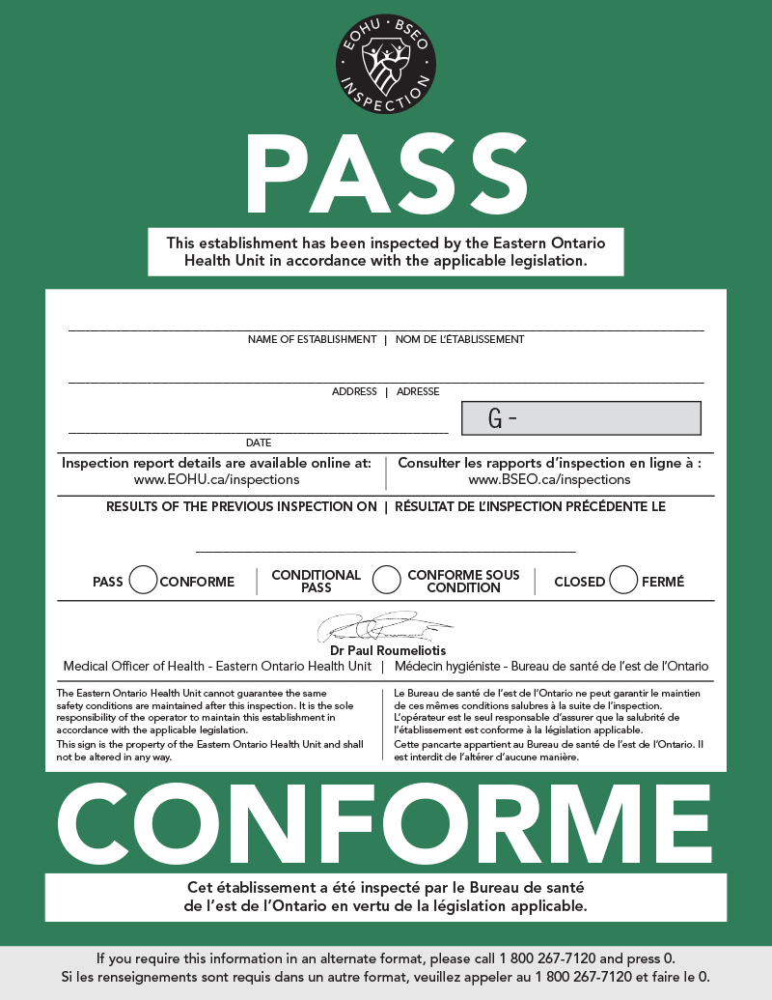 EOHU · BSEO
· INSPECTION ·
PASS
This establishment has been inspected by the Eastern Ontario
Health Unit in accordance with the applicable legislation.
NAME OF ESTABLISHMENT | NOM DE L'ÉTABLISSEMENT
ADDRESS | ADRESSE
G -
DATE
Inspection report details are available online at:
www.EOHU.ca/inspections
Consulter les rapports d'inspection en ligne à :
www.BSEO.ca/inspections
RESULTS OF THE PREVIOUS INSPECTION ON | RÉSULTAT DE L'INSPECTION PRÉCÉDENTE LE
PASS CONFORME
CONDITIONAL
PASS
CONFORME SOUS
CONDITION
CLOSED FERMÉ
Dr Paul Roumeliotis
Medical Officer of Health - Eastern Ontario Health Unit | Médecin hygiéniste - Bureau de santé de l'est de l'Ontario
The Eastern Ontario Health Unit cannot guarantee the same
safety conditions are maintained after this inspection. It is the sole
responsibility of the operator to maintain this establishment in
accordance with the applicable legislation.
This sign is the property of the Eastern Ontario Health Unit and shall
not be altered in any way.
Le Bureau de santé de l'est de l'Ontario ne peut garantir le maintien
de ces mêmes conditions salubres à la suite de l'inspection.
L'opérateur est le seul responsable d'assurer que la salubrité de
l'établissement est conforme à la législation applicable.
Cette pancarte appartient au Bureau de santé de l'est de l'Ontario. Il
est interdit de l'altérer d'aucune manière.
CONFORME
Cet établissement a été inspecté par le Bureau de santé
de l'est de l'Ontario en vertu de la législation applicable.
If you require this information in an alternate format, please call 1 800 267-7120 and press 0.
Si les renseignements sont requis dans un autre format, veuillez appeler au 1 800 267-7120 et faire le 0.